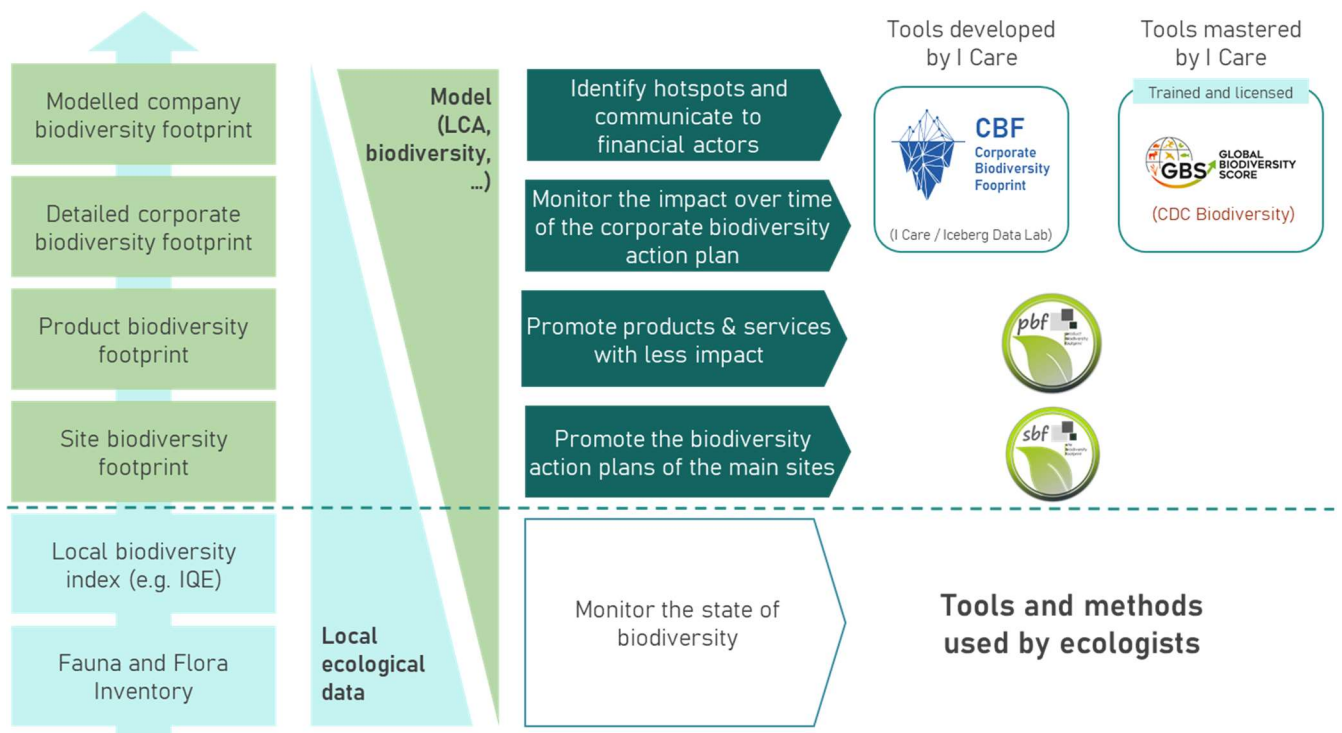 Tools developed
by I Care
Tools mastered
by I Care
Modelled company
biodiversity footprint
Detailed corporate
biodiversity footprint
Product biodiversity
footprint
Site biodiversity
footprint
Local biodiversity
index (e.g. IQE)
Fauna and Flora
Inventory
Model
(LCA,
biodiversity,
...)
Local
ecological
data
Identify hotspots and
communicate to
financial actors
Monitor the impact over time
of the corporate biodiversity
action plan
Promote products & services
with less impact
Promote the biodiversity
action plans of the main sites
Monitor the state of
biodiversity
CBF
Corporate
Biodiversity
Fooprint
(I Care / Iceberg Data Lab)
Trained and licensed
GBS
GLOBAL
BIODIVERSITY
SCORE
(CDC Biodiversity)
pbf
product
biodiversity
footprint
sbf
Tools and methods
used by ecologists